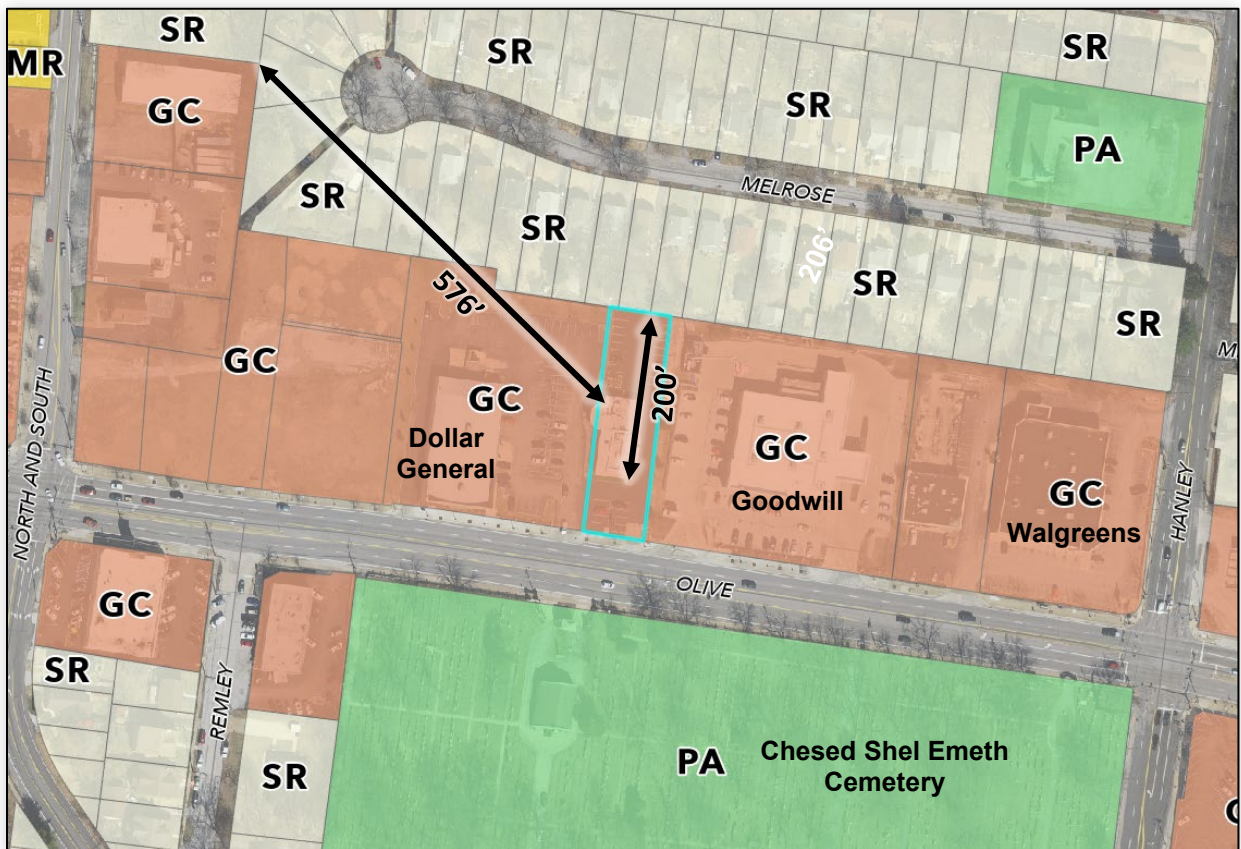 SR
SR
SR
MR
GC
SR
PA
MELROSE
SR
SR
206'
SR
576'
SR
GC
200'
GC
Dollar
General
GC
Goodwill
GC
Walgreens
NORTH AND SOUTH
HANLEY
OLIVE
GC
SR
REMLEY
SR
PA
Chesed Shel Emeth
Cemetery